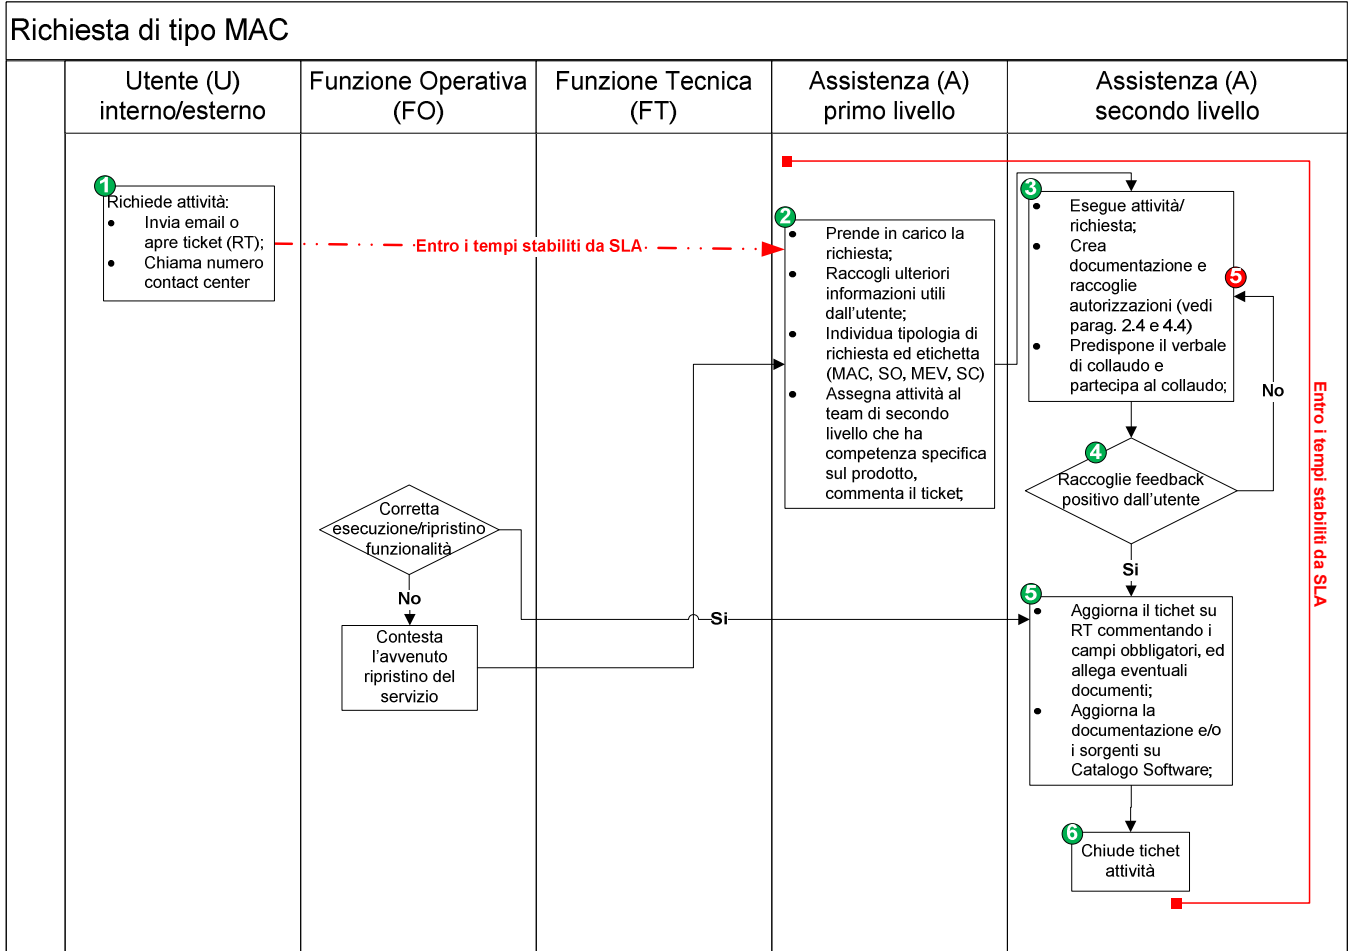 Richiesta di tipo MAC
Utente (U)
interno/esterno
Funzione Operativa
(FO)
Funzione Tecnica
(FT)
Assistenza (A)
primo livello
Assistenza (A)
secondo livello
1
Richiede attività:
• Invia email o
apre ticket (RT);
• Chiama numero
contact center
Entro i tempi stabiliti da SLA
2
• Prende in carico la
richiesta;
• Raccogli ulteriori
informazioni utili
dall'utente;
• Individua tipologia di
richiesta ed etichetta
(MAC, SO, MEV, SC)
• Assegna attività al
team di secondo
livello che ha
competenza specifica
sul prodotto,
commenta il ticket;
3
• Esegue attività/
richiesta;
• Crea
documentazione e
raccoglie
autorizzazioni (vedi
parag. 2.4 e 4.4)
• Predispone il verbale
di collaudo e
partecipa al collaudo;
5
No
Entro i tempi stabiliti da SLA
4
Raccoglie feedback
positivo dall'utente
Si
Corretta
esecuzione/ripristino
funzionalità
No
Contesta
l'avvenuto
ripristino del
servizio
Si
5
• Aggiorna il tichet su
RT commentando i
campi obbligatori, ed
allega eventuali
documenti;
• Aggiorna la
documentazione e/o
i sorgenti su
Catalogo Software;
6
Chiude tichet
attività